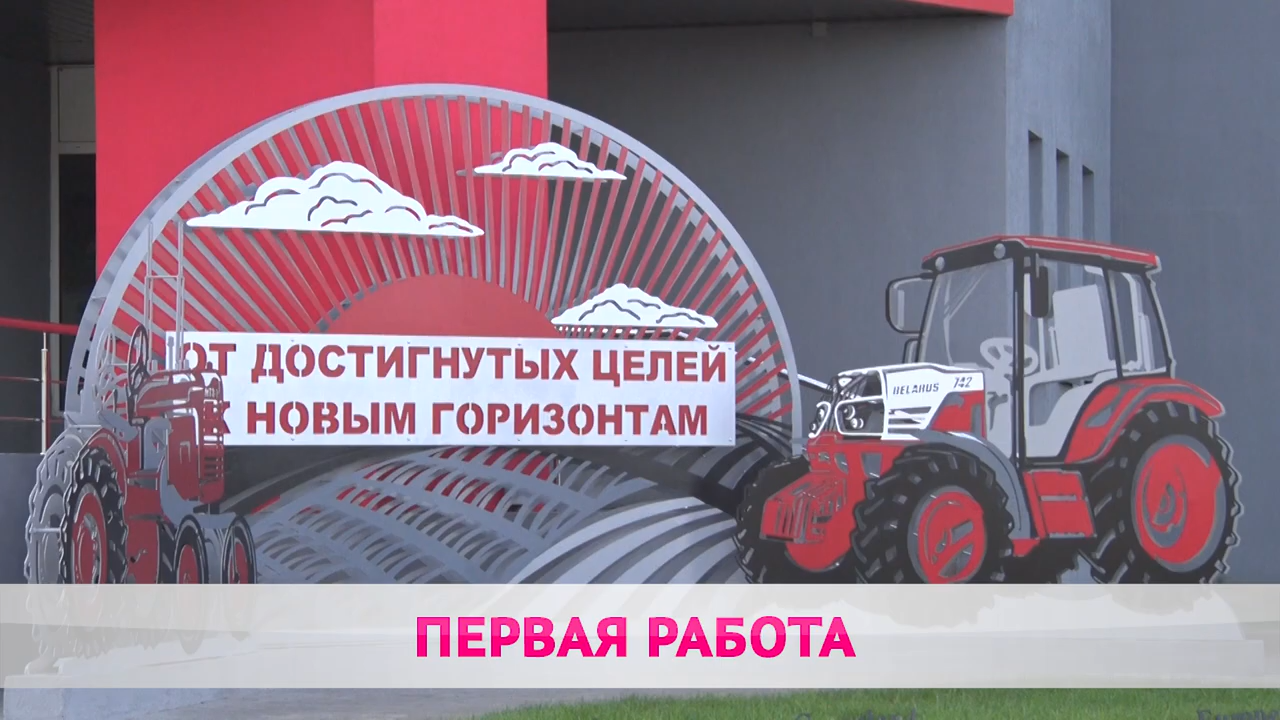 ОТ ДОСТИГНУТЫХ ЦЕЛЕЙ
К НОВЫМ ГОРИЗОНТАМ
BELARUS 742
ПЕРВАЯ РАБОТА